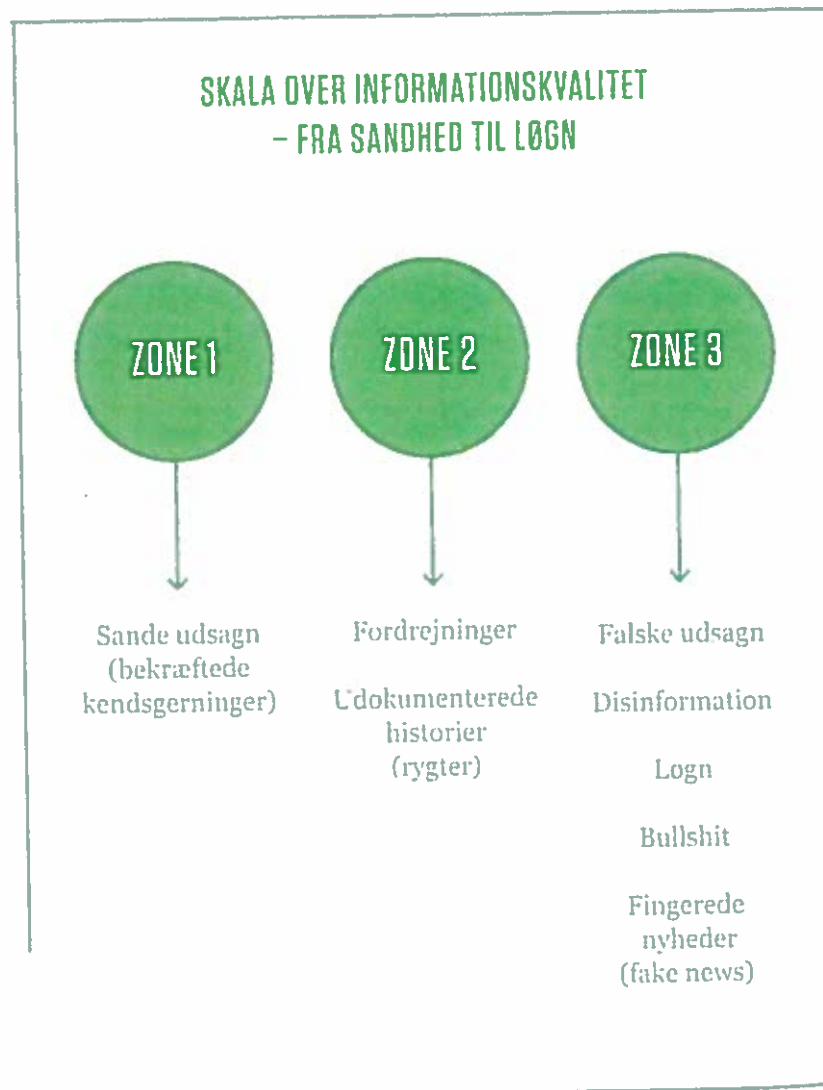 SKALA OVER INFORMATIONSKVALITET
– FRA SANDHED TIL LØGN
ZONE 1
ZONE 2
ZONE 3
Sande udsagn
(bekræftede
kendsgerninger)
Fordrejninger
Udokumenterede
historier
(rygter)
Falske udsagn
Disinformation
Løgn
Bullshit
Fingerede
nyheder
(fake news)